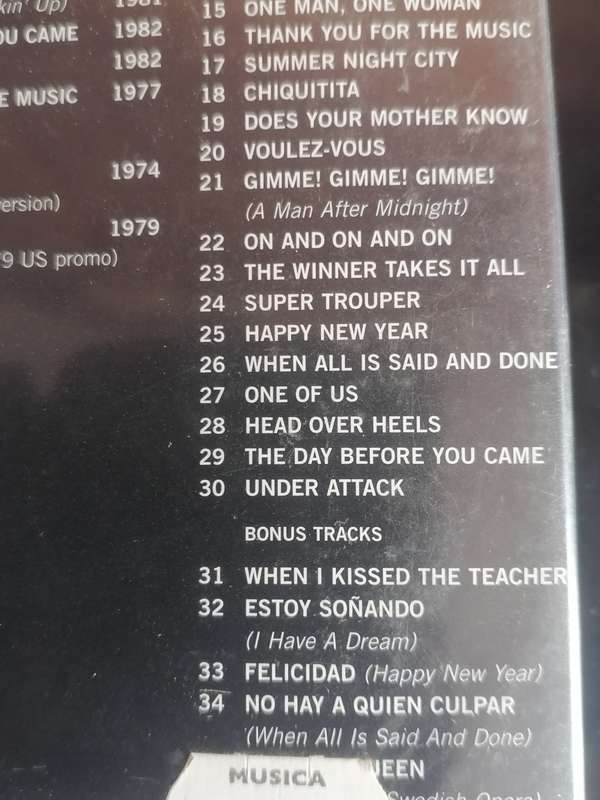 1981
OU CAME 1982
1982
E MUSIC 1977
1974
ersion)
1979
9 US promo)
15 ONE MAN, ONE WOMAN
16 THANK YOU FOR THE MUSIC
17 SUMMER NIGHT CITY
18 CHIQUITITA
19 DOES YOUR MOTHER KNOW
20 VOULEZ-VOUS
21 GIMME! GIMME! GIMME!
(A Man After Midnight)
22 ON AND ON AND ON
23 THE WINNER TAKES IT ALL
24 SUPER TROUPER
25 HAPPY NEW YEAR
26 WHEN ALL IS SAID AND DONE
27 ONE OF US
28 HEAD OVER HEELS
29 THE DAY BEFORE YOU CAME
30 UNDER ATTACK
BONUS TRACKS
31 WHEN I KISSED THE TEACHER
32 ESTOY SOÑANDO
(I Have A Dream)
33 FELICIDAD (Happy New Year)
34 NO HAY A QUIEN CULPAR
(When All Is Said And Done)
UEEN
Swedish Opera)
MUSICA